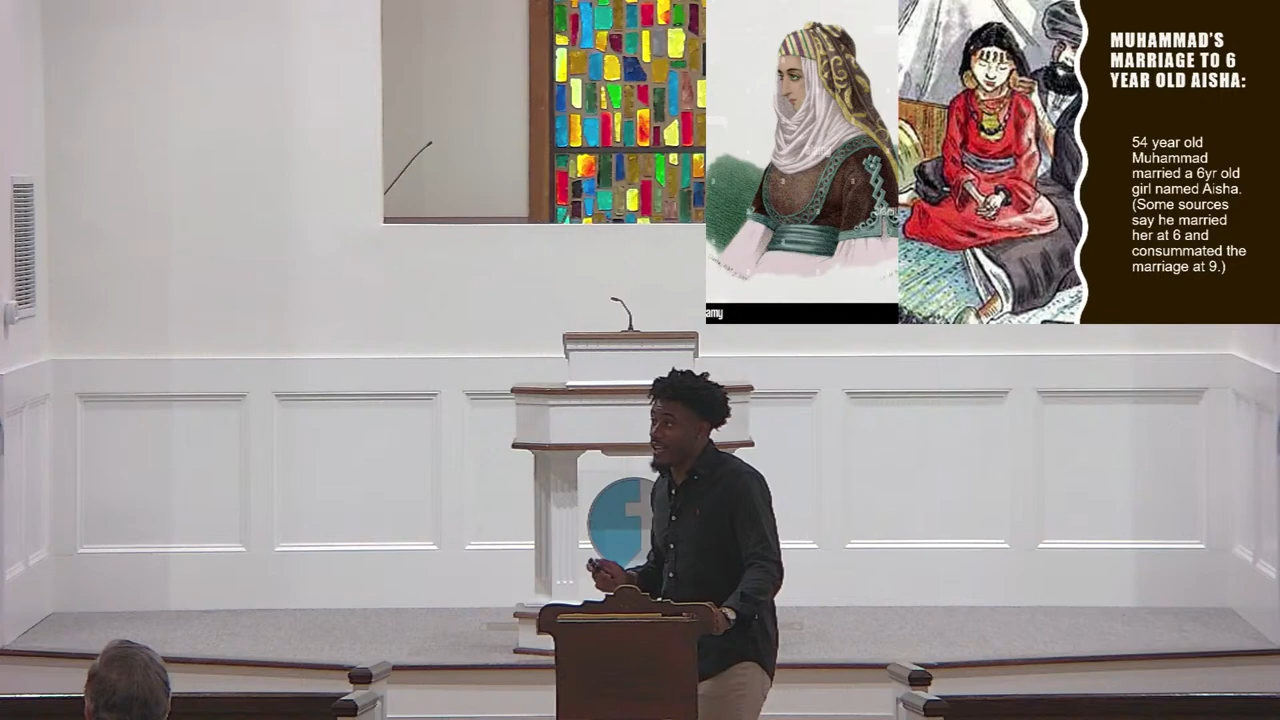 MUHAMMAD'S
MARRIAGE TO 6
YEAR OLD AISHA:
54 year old
Muhammad
married a 6yr old
girl named Aisha.
(Some sources
say he married
her at 6 and
consummated the
marriage at 9.)
amy